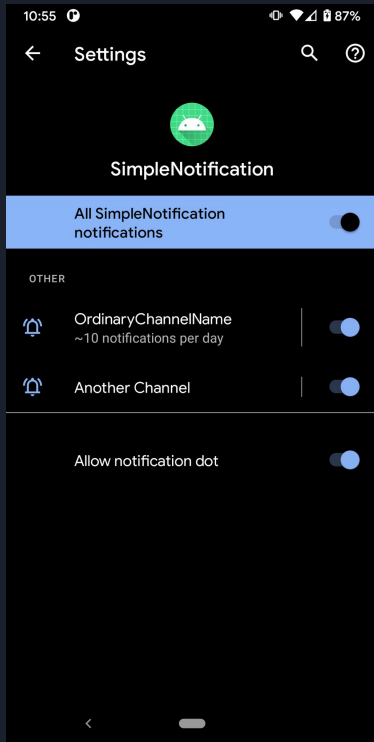 10:55 87%
Settings
SimpleNotification
All SimpleNotification
notifications
OTHER
OrdinaryChannelName
~10 notifications per day
Another Channel
Allow notification dot